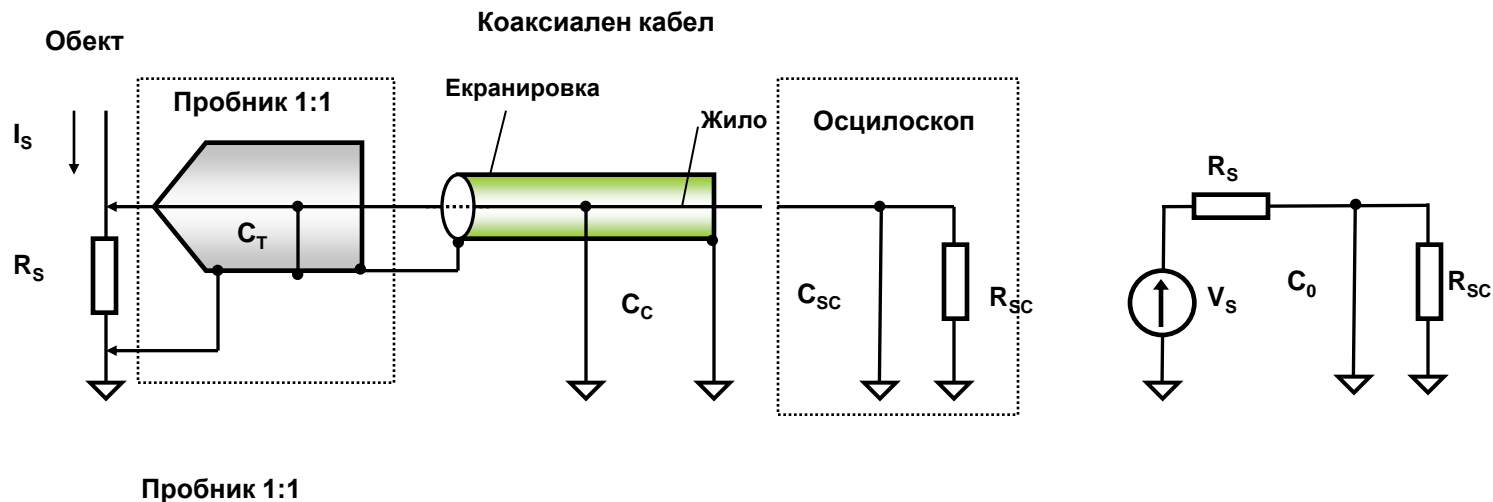 Коаксиален кабел
Обект
Пробник 1:1
Екранировка
Жило
Осцилоскоп
I_S
R_S
C_T
C_C
C_SC
R_SC
R_S
V_S
C_0
R_SC
Пробник 1:1